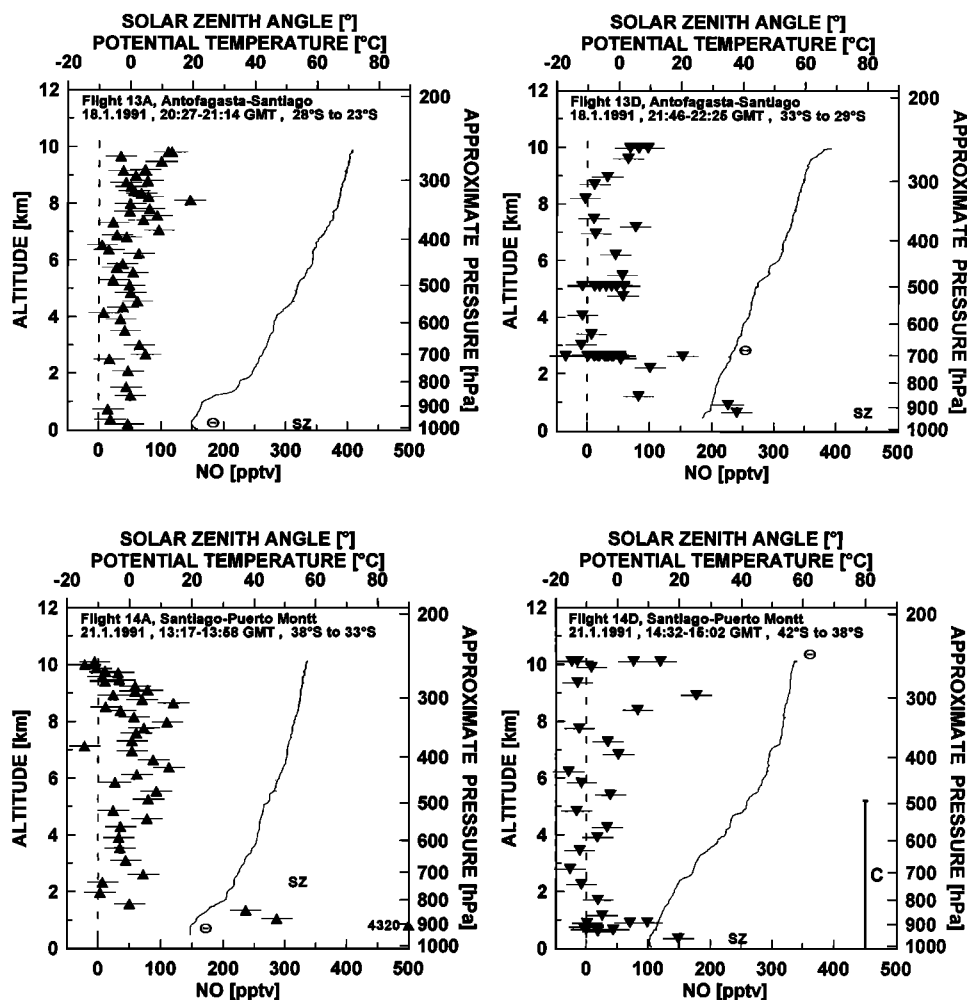 SOLAR ZENITH ANGLE [°]
POTENTIAL TEMPERATURE [°C]
-20 0 20 40 60 80
12
10
8
6
4
2
0
ALTITUDE [km]
Flight 13A, Antofagasta-Santiago
18.1.1991 , 20:27-21:14 GMT , 28°S to 23°S
Θ
SZ
200
300
400
500
600
700
800
900
1000
APPROXIMATE PRESSURE [hPa]
0 100 200 300 400 500
NO [pptv]
SOLAR ZENITH ANGLE [°]
POTENTIAL TEMPERATURE [°C]
-20 0 20 40 60 80
12
10
8
6
4
2
0
ALTITUDE [km]
Flight 13D, Antofagasta-Santiago
18.1.1991 , 21:46-22:25 GMT , 33°S to 29°S
Θ
SZ
200
300
400
500
600
700
800
900
1000
APPROXIMATE PRESSURE [hPa]
0 100 200 300 400 500
NO [pptv]
SOLAR ZENITH ANGLE [°]
POTENTIAL TEMPERATURE [°C]
-20 0 20 40 60 80
12
10
8
6
4
2
0
ALTITUDE [km]
Flight 14A, Santiago-Puerto Montt
21.1.1991 , 13:17-13:58 GMT , 38°S to 33°S
SZ
Θ
4320
200
300
400
500
600
700
800
900
1000
APPROXIMATE PRESSURE [hPa]
0 100 200 300 400 500
NO [pptv]
SOLAR ZENITH ANGLE [°]
POTENTIAL TEMPERATURE [°C]
-20 0 20 40 60 80
12
10
8
6
4
2
0
ALTITUDE [km]
Flight 14D, Santiago-Puerto Montt
21.1.1991 , 14:32-15:02 GMT , 42°S to 38°S
Θ
C
SZ
200
300
400
500
600
700
800
900
1000
APPROXIMATE PRESSURE [hPa]
0 100 200 300 400 500
NO [pptv]